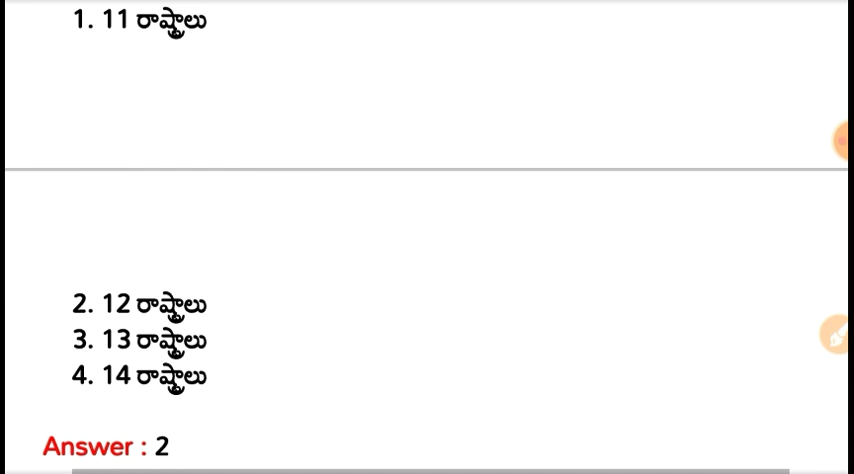 1. 11 రాష్ట్రాలు
2. 12 రాష్ట్రాలు
3. 13 రాష్ట్రాలు
4. 14 రాష్ట్రాలు
Answer : 2